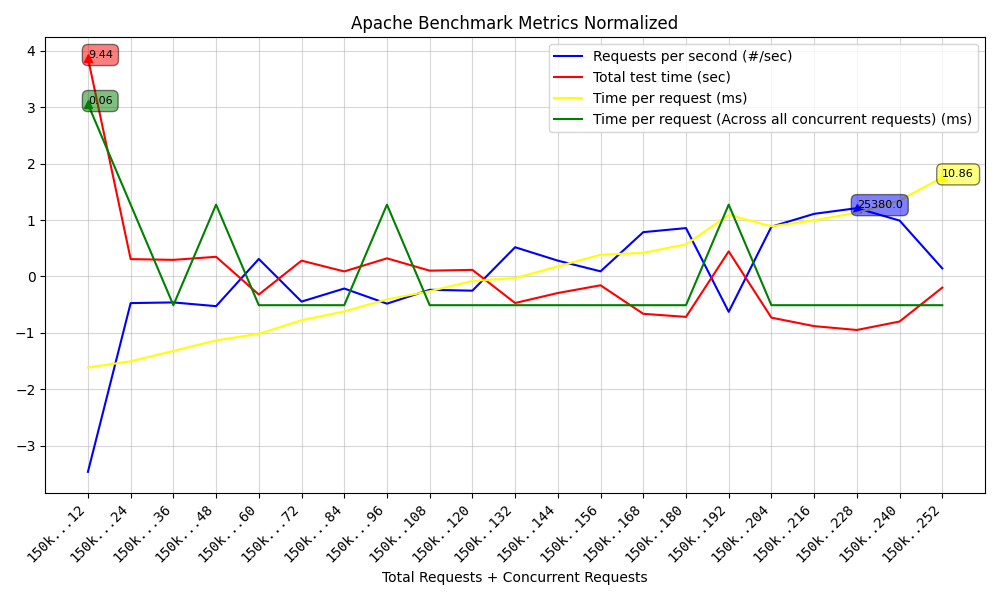 Apache Benchmark Metrics Normalized
Requests per second (#/sec)
Total test time (sec)
Time per request (ms)
Time per request (Across all concurrent requests) (ms)
9.44
0.06
10.86
25380.0
4
3
2
1
0
−1
−2
−3
150k...12
150k...24
150k...36
150k...48
150k...60
150k...72
150k...84
150k...96
150k..108
150k..120
150k..132
150k..144
150k..156
150k..168
150k..180
150k..192
150k..204
150k..216
150k..228
150k..240
150k..252
Total Requests + Concurrent Requests